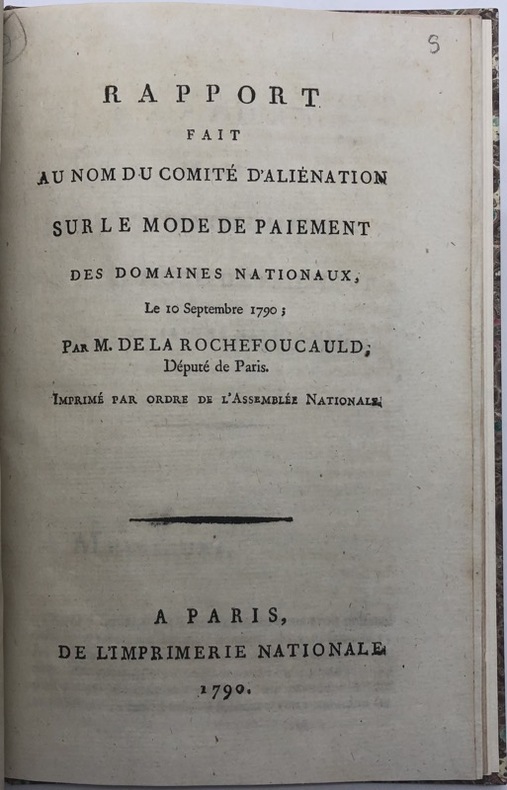 S
RAPPORT
FAIT
AU NOM DU COMITÉ D'ALIÉNATION
SUR LE MODE DE PAIEMENT
DES DOMAINES NATIONAUX,
Le 10 Septembre 1790 ;
PAR M. DE LA ROCHEFOUCAULD,
Député de Paris.
IMPRIMÉ PAR ORDRE DE L'ASSEMBLÉE NATIONALE.
A PARIS,
DE L'IMPRIMERIE NATIONALE.
1790.